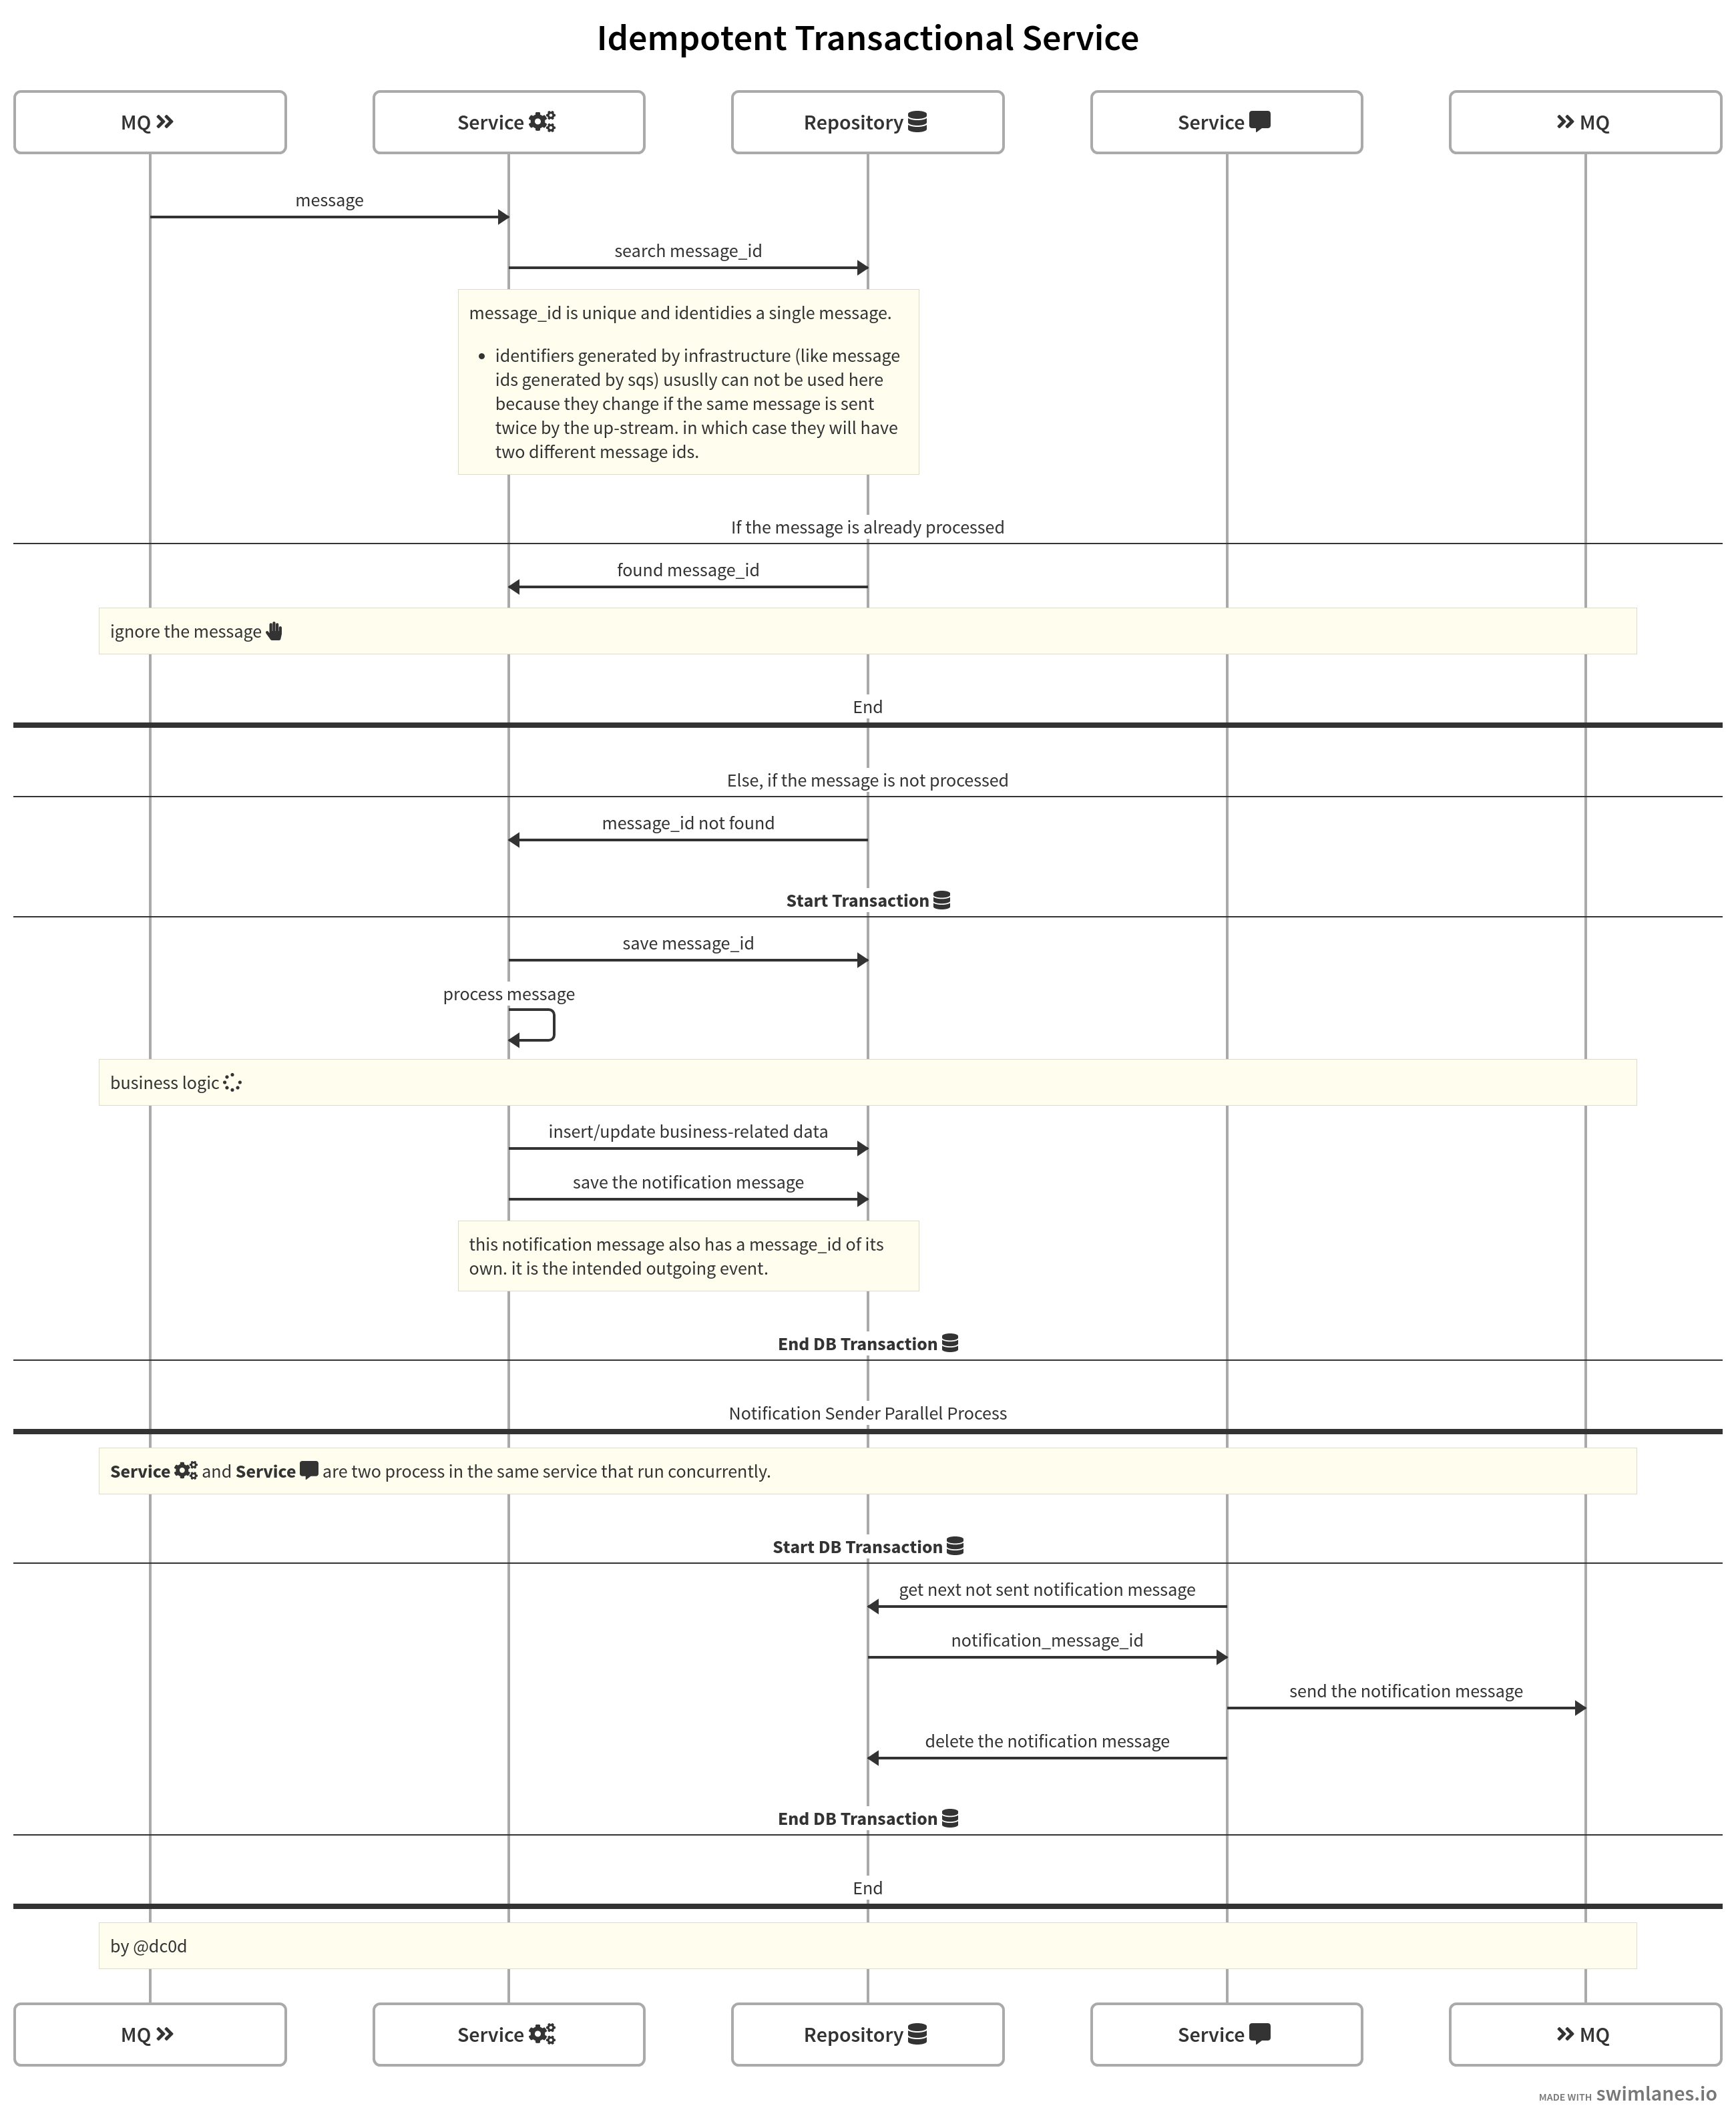 Idempotent Transactional Service
MQ
Service
Repository
Service
MQ
message
search message_id
message_id is unique and identidies a single message.
• identifiers generated by infrastructure (like message
ids generated by sqs) ususlly can not be used here
because they change if the same message is sent
twice by the up-stream. in which case they will have
two different message ids.
If the message is already processed
found message_id
ignore the message
End
Else, if the message is not processed
message_id not found
Start Transaction
save message_id
process message
business logic
insert/update business-related data
save the notification message
this notification message also has a message_id of its
own. it is the intended outgoing event.
End DB Transaction
Notification Sender Parallel Process
Service and Service are two process in the same service that run concurrently.
Start DB Transaction
get next not sent notification message
notification_message_id
send the notification message
delete the notification message
End DB Transaction
End
by @dc0d
MQ
Service
Repository
Service
MQ
MADE WITH swimlanes.io